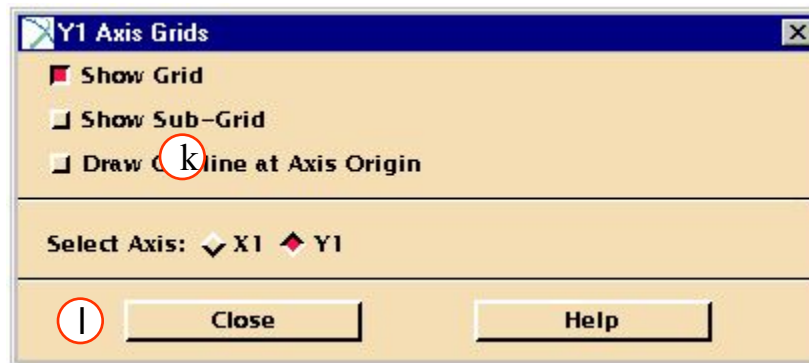 Y1 Axis Grids
Show Grid
Show Sub-Grid
k
Draw line at Axis Origin
Select Axis: X1 Y1
l Close Help